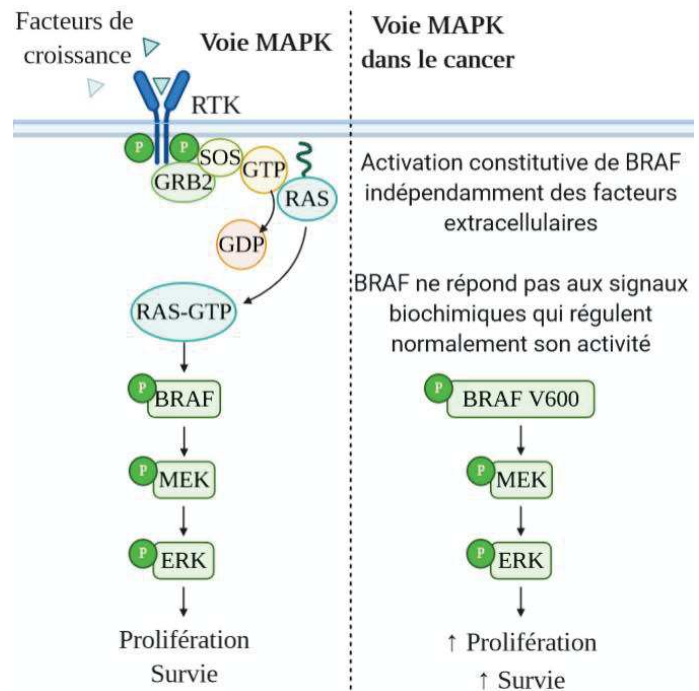 Facteurs de
croissance
Voie MAPK
RTK
P
P
SOS
GRB2
GTP
RAS
GDP
RAS-GTP
P
BRAF
P
MEK
P
ERK
Prolifération
Survie
Voie MAPK
dans le cancer
Activation constitutive de BRAF
indépendamment des facteurs
extracellulaires
BRAF ne répond pas aux signaux
biochimiques qui régulent
normalement son activité
P
BRAF V600
P
MEK
P
ERK
↑ Prolifération
↑ Survie